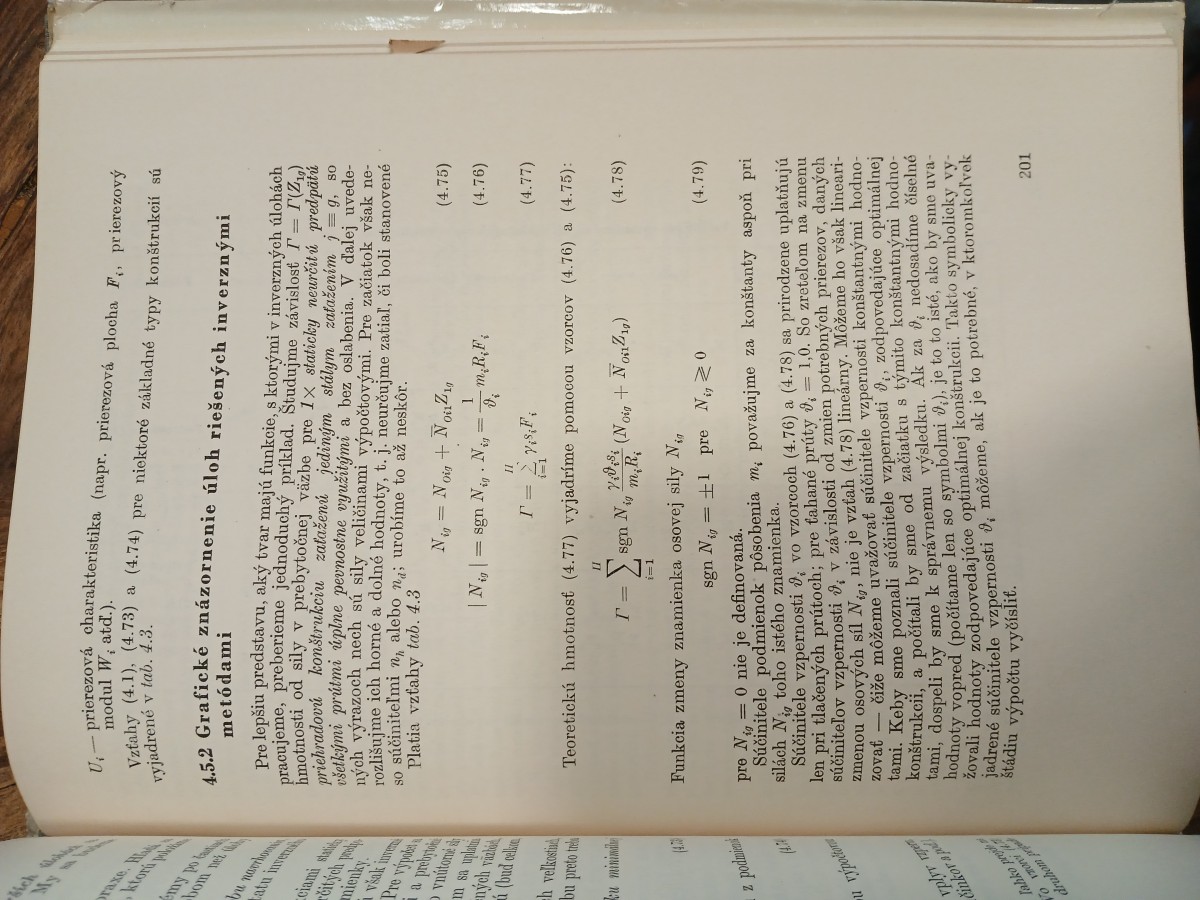 U_i — prierezová charakteristika (napr. prierezová plocha F_i, prierezový
modul W_i atď.).
Vzťahy (4.1), (4.73) a (4.74) pre niektoré základné typy konštrukcií sú
vyjadrené v tab. 4.3.
4.5.2 Grafické znázornenie úloh riešených inverznými
metódami
Pre lepšiu predstavu, aký tvar majú funkcie, s ktorými v inverzných úlohách
pracujeme, preberieme jednoduchý príklad. Študujme závislosť Γ = Γ(Z_1g)
hmotnosti od sily v prebytočnej väzbe pre 1× staticky neurčitú predpätú
priehradovú konštrukciu zaťaženú jediným stálym zaťažením j ≡ g, so
všetkými prútmi úplne pevnostne využitými a bez oslabenia. V ďalej uvede-
ných výrazoch nech sú sily veličinami výpočtovými. Pre začiatok však ne-
rozlišujme ich horné a dolné hodnoty, t. j. neurčujme zatiaľ, či boli stanovené
so súčiniteľmi n_h alebo n_d; urobíme to až neskôr.
Platia vzťahy tab. 4.3
N_ig = N_oig + N̅_oi1 Z_1g (4.75)
| N_ig | = sgn N_ig . N_ig = 1/ϑ_i m_i R_i F_i (4.76)
Γ = ∑_{i=1}^{II} γ_i s_i F_i (4.77)
Teoretickú hmotnosť (4.77) vyjadríme pomocou vzorcov (4.76) a (4.75):
Γ = ∑_{i=1}^{II} sgn N_ig γ_i ϑ_i s_i / m_i R_i (N_oig + N̅_oi1 Z_1g) (4.78)
Funkcia zmeny znamienka osovej sily N_ig
sgn N_ig = ±1 pre N_ig ≷ 0 (4.79)
pre N_ig = 0 nie je definovaná.
Súčinitele podmienok pôsobenia m_i považujme za konštanty aspoň pri
silách N_ig toho istého znamienka.
Súčinitele vzpernosti ϑ_i vo vzorcoch (4.76) a (4.78) sa prirodzene uplatňujú
len pri tlačených prútoch; pre ťahané prúty ϑ_i = 1,0. So zreteľom na zmenu
súčiniteľov vzpernosti ϑ_i v závislosti od zmien potrebných prierezov, daných
zmenou osových síl N_ig, nie je vzťah (4.78) lineárny. Môžeme ho však lineari-
zovať — čiže môžeme uvažovať súčinitele vzpernosti konštantnými hodno-
tami. Keby sme poznali súčinitele vzpernosti ϑ_i, zodpovedajúce optimálnej
konštrukcii, a počítali by sme od začiatku s týmito konštantnými hodno-
tami, dospeli by sme k správnemu výsledku. Ak za ϑ_i nedosadíme číselné
hodnoty vopred (počítame len so symbolmi ϑ_i), je to to isté, ako by sme uva-
žovali hodnoty zodpovedajúce optimálnej konštrukcii. Takto symbolicky vy-
jadrené súčinitele vzpernosti ϑ_i môžeme, ak je to potrebné, v ktoromkoľvek
štádiu výpočtu vyčísliť.
201